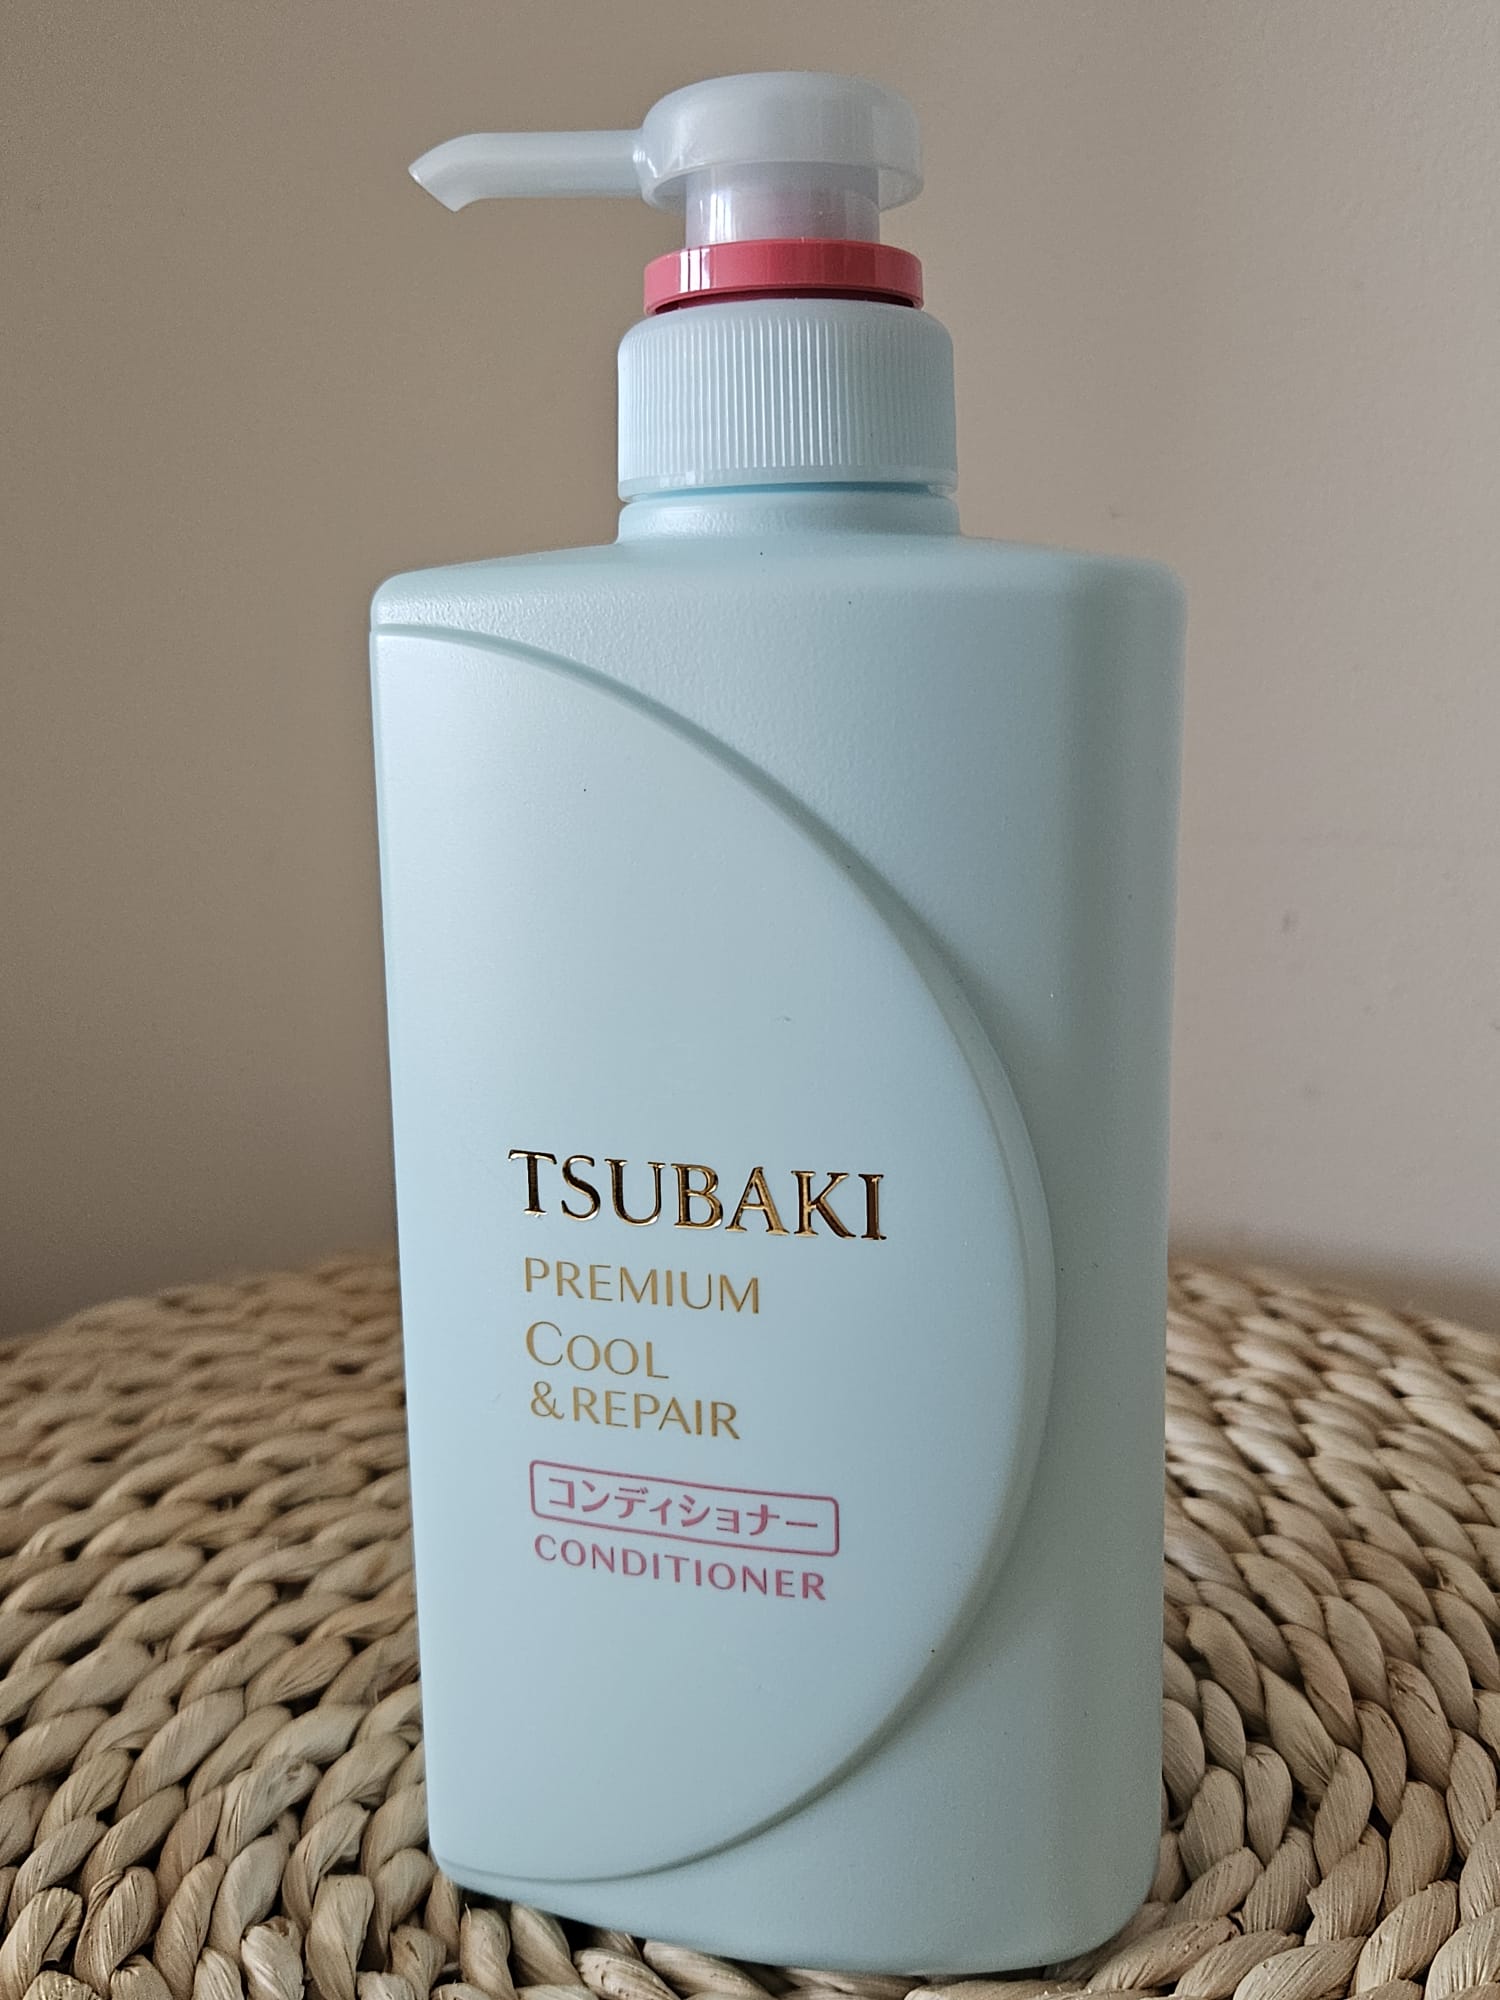 TSUBAKI
PREMIUM
COOL
&REPAIR
コンディショナー
CONDITIONER